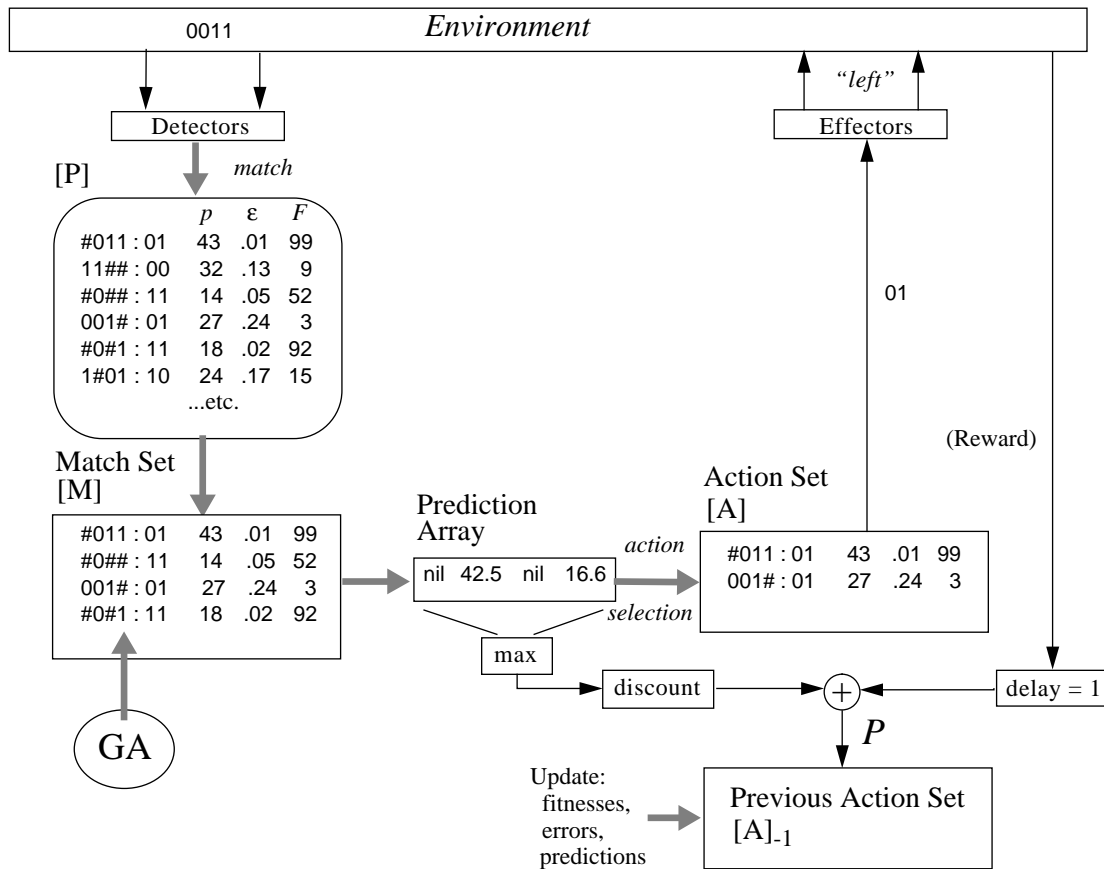 0011 Environment
"left"
Detectors
Effectors
match
[P]
p ε F
#011 : 01 43 .01 99
11## : 00 32 .13 9
#0## : 11 14 .05 52
001# : 01 27 .24 3
#0#1 : 11 18 .02 92
1#01 : 10 24 .17 15
...etc.
01
(Reward)
Match Set
[M]
#011 : 01 43 .01 99
#0## : 11 14 .05 52
001# : 01 27 .24 3
#0#1 : 11 18 .02 92
Prediction
Array
nil 42.5 nil 16.6
action
selection
Action Set
[A]
#011 : 01 43 .01 99
001# : 01 27 .24 3
max
discount
+
delay = 1
P
GA
Update:
fitnesses,
errors,
predictions
Previous Action Set
[A]-1